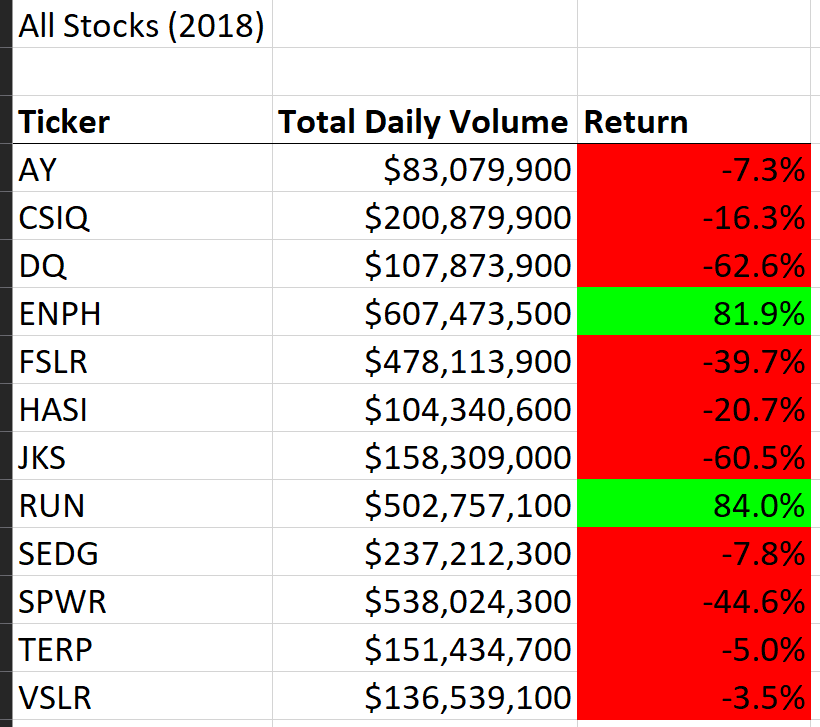 All Stocks (2018)
Ticker Total Daily Volume Return
AY $83,079,900 -7.3%
CSIQ $200,879,900 -16.3%
DQ $107,873,900 -62.6%
ENPH $607,473,500 81.9%
FSLR $478,113,900 -39.7%
HASI $104,340,600 -20.7%
JKS $158,309,000 -60.5%
RUN $502,757,100 84.0%
SEDG $237,212,300 -7.8%
SPWR $538,024,300 -44.6%
TERP $151,434,700 -5.0%
VSLR $136,539,100 -3.5%